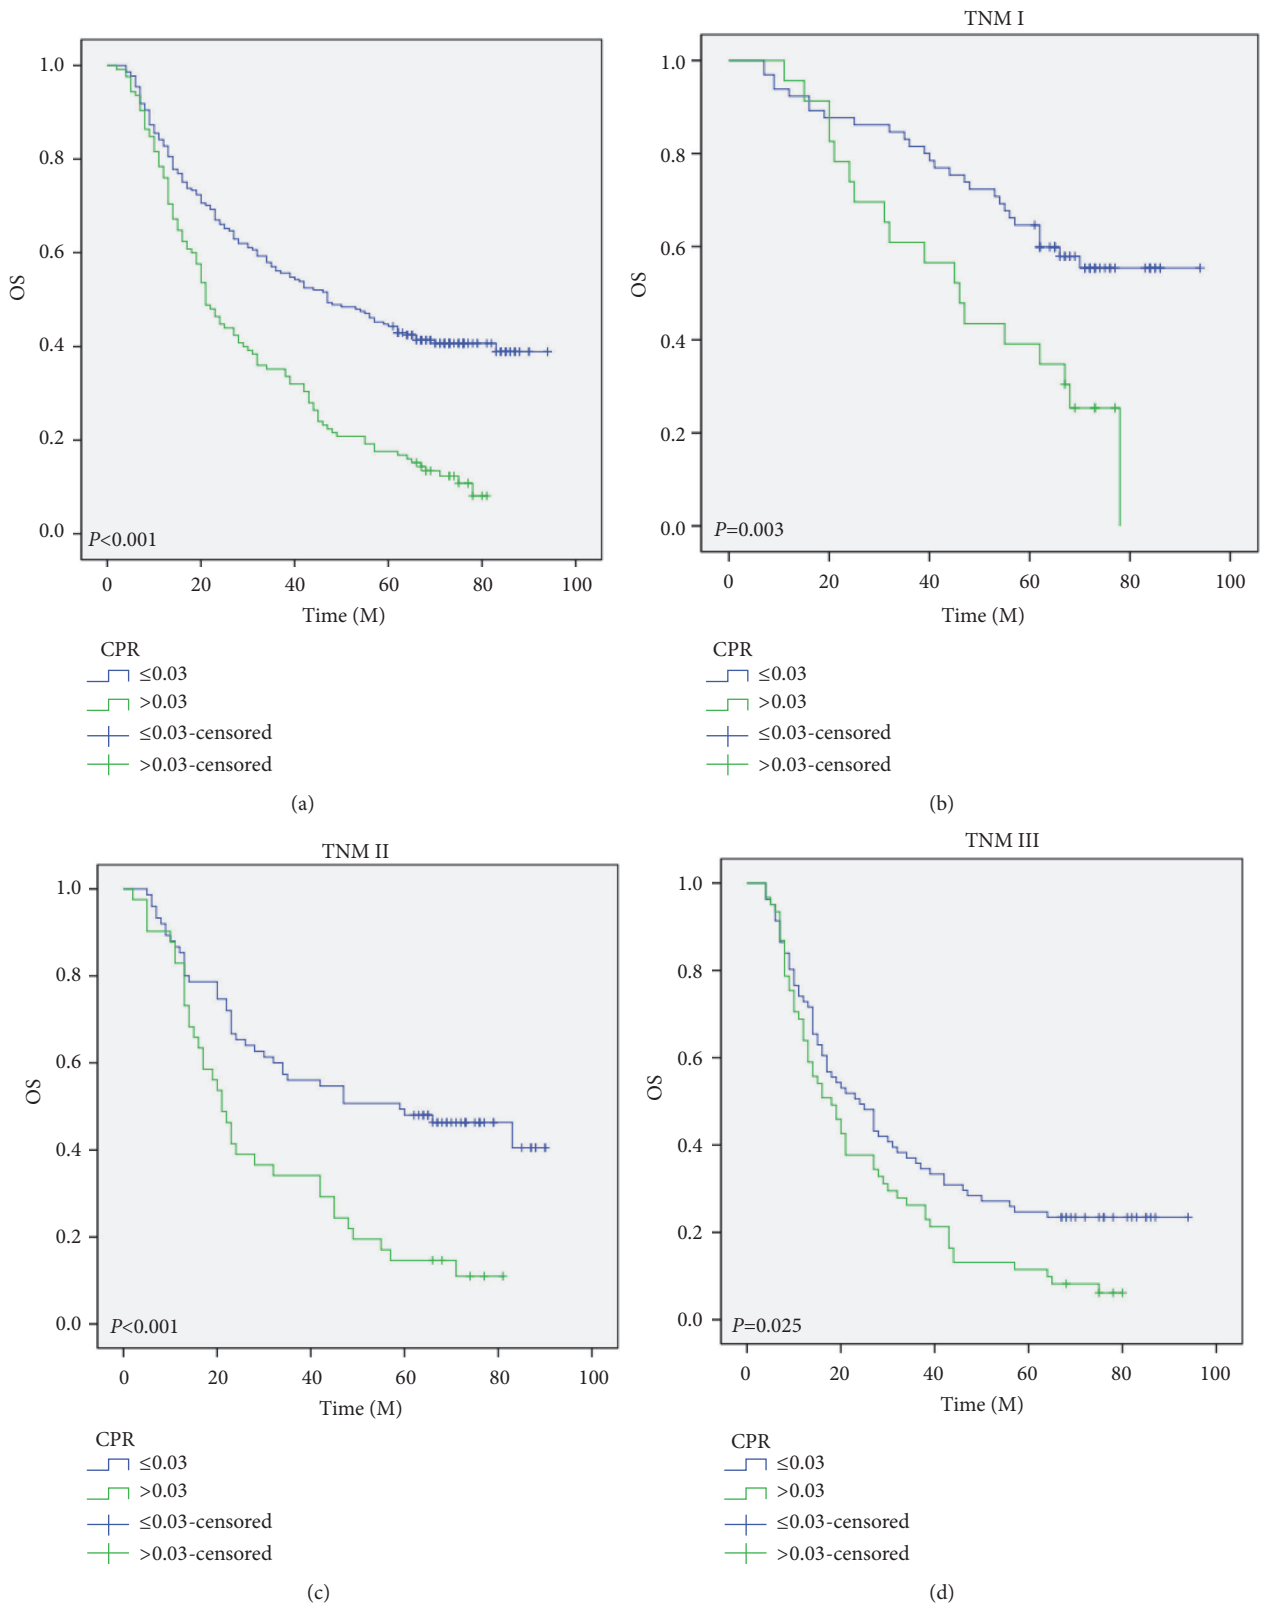 1.0
0.8
0.6
0.4
0.2
0.0
OS
P<0.001
0 20 40 60 80 100
Time (M)
CPR
≤0.03
>0.03
≤0.03-censored
>0.03-censored
(a)
TNM I
1.0
0.8
0.6
0.4
0.2
0.0
OS
P=0.003
0 20 40 60 80 100
Time (M)
CPR
≤0.03
>0.03
≤0.03-censored
>0.03-censored
(b)
TNM II
1.0
0.8
0.6
0.4
0.2
0.0
OS
P<0.001
0 20 40 60 80 100
Time (M)
CPR
≤0.03
>0.03
≤0.03-censored
>0.03-censored
(c)
TNM III
1.0
0.8
0.6
0.4
0.2
0.0
OS
P=0.025
0 20 40 60 80 100
Time (M)
CPR
≤0.03
>0.03
≤0.03-censored
>0.03-censored
(d)